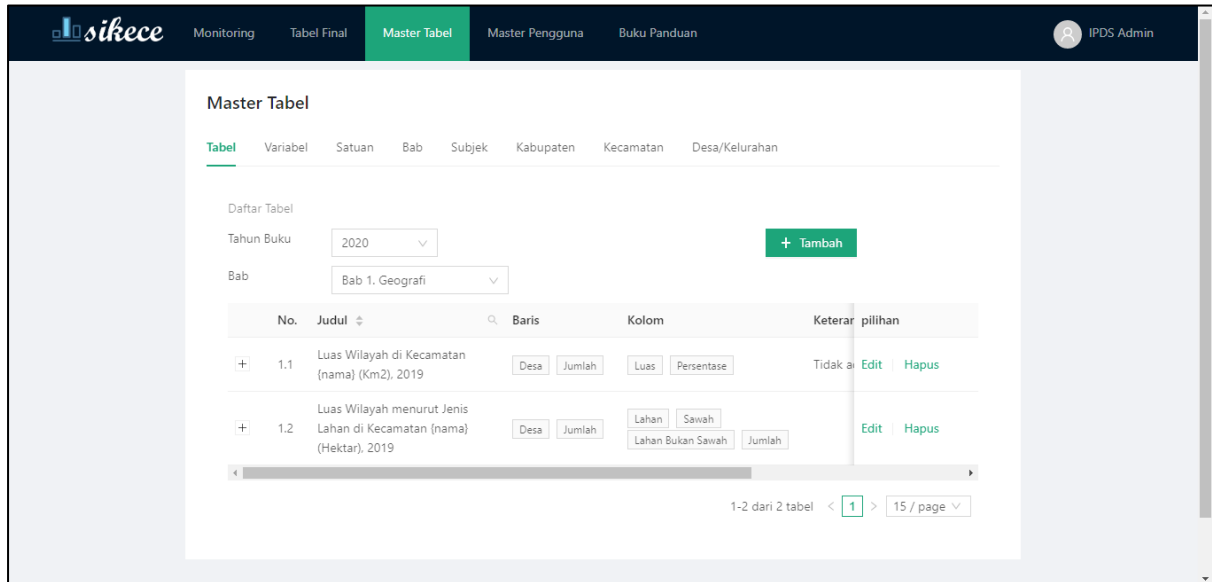 sikece Monitoring Tabel Final Master Tabel Master Pengguna Buku Panduan IPDS Admin
Master Tabel
Tabel Variabel Satuan Bab Subjek Kabupaten Kecamatan Desa/Kelurahan
Daftar Tabel
Tahun Buku 2020 + Tambah
Bab Bab 1. Geografi
No. Judul Baris Kolom Keterar pilihan
1.1 Luas Wilayah di Kecamatan
{nama} (Km2), 2019 Desa Jumlah Luas Persentase Tidak a Edit Hapus
1.2 Luas Wilayah menurut Jenis
Lahan di Kecamatan {nama}
(Hektar), 2019 Desa Jumlah Lahan Sawah
Lahan Bukan Sawah Jumlah Edit Hapus
1-2 dari 2 tabel < 1 > 15 / page